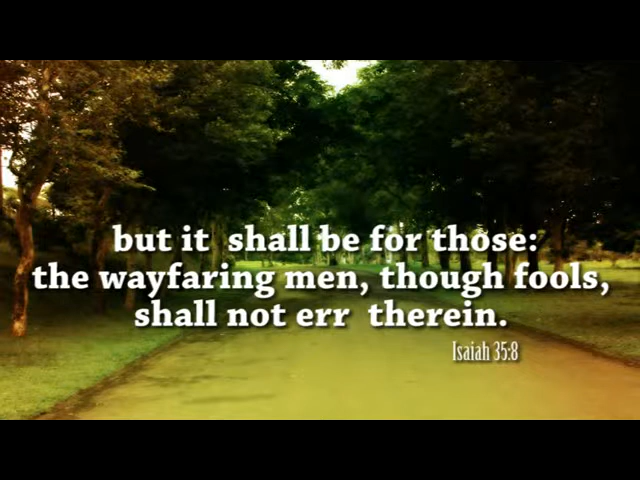 but it shall be for those:
the wayfaring men, though fools,
shall not err therein.
Isaiah 35:8